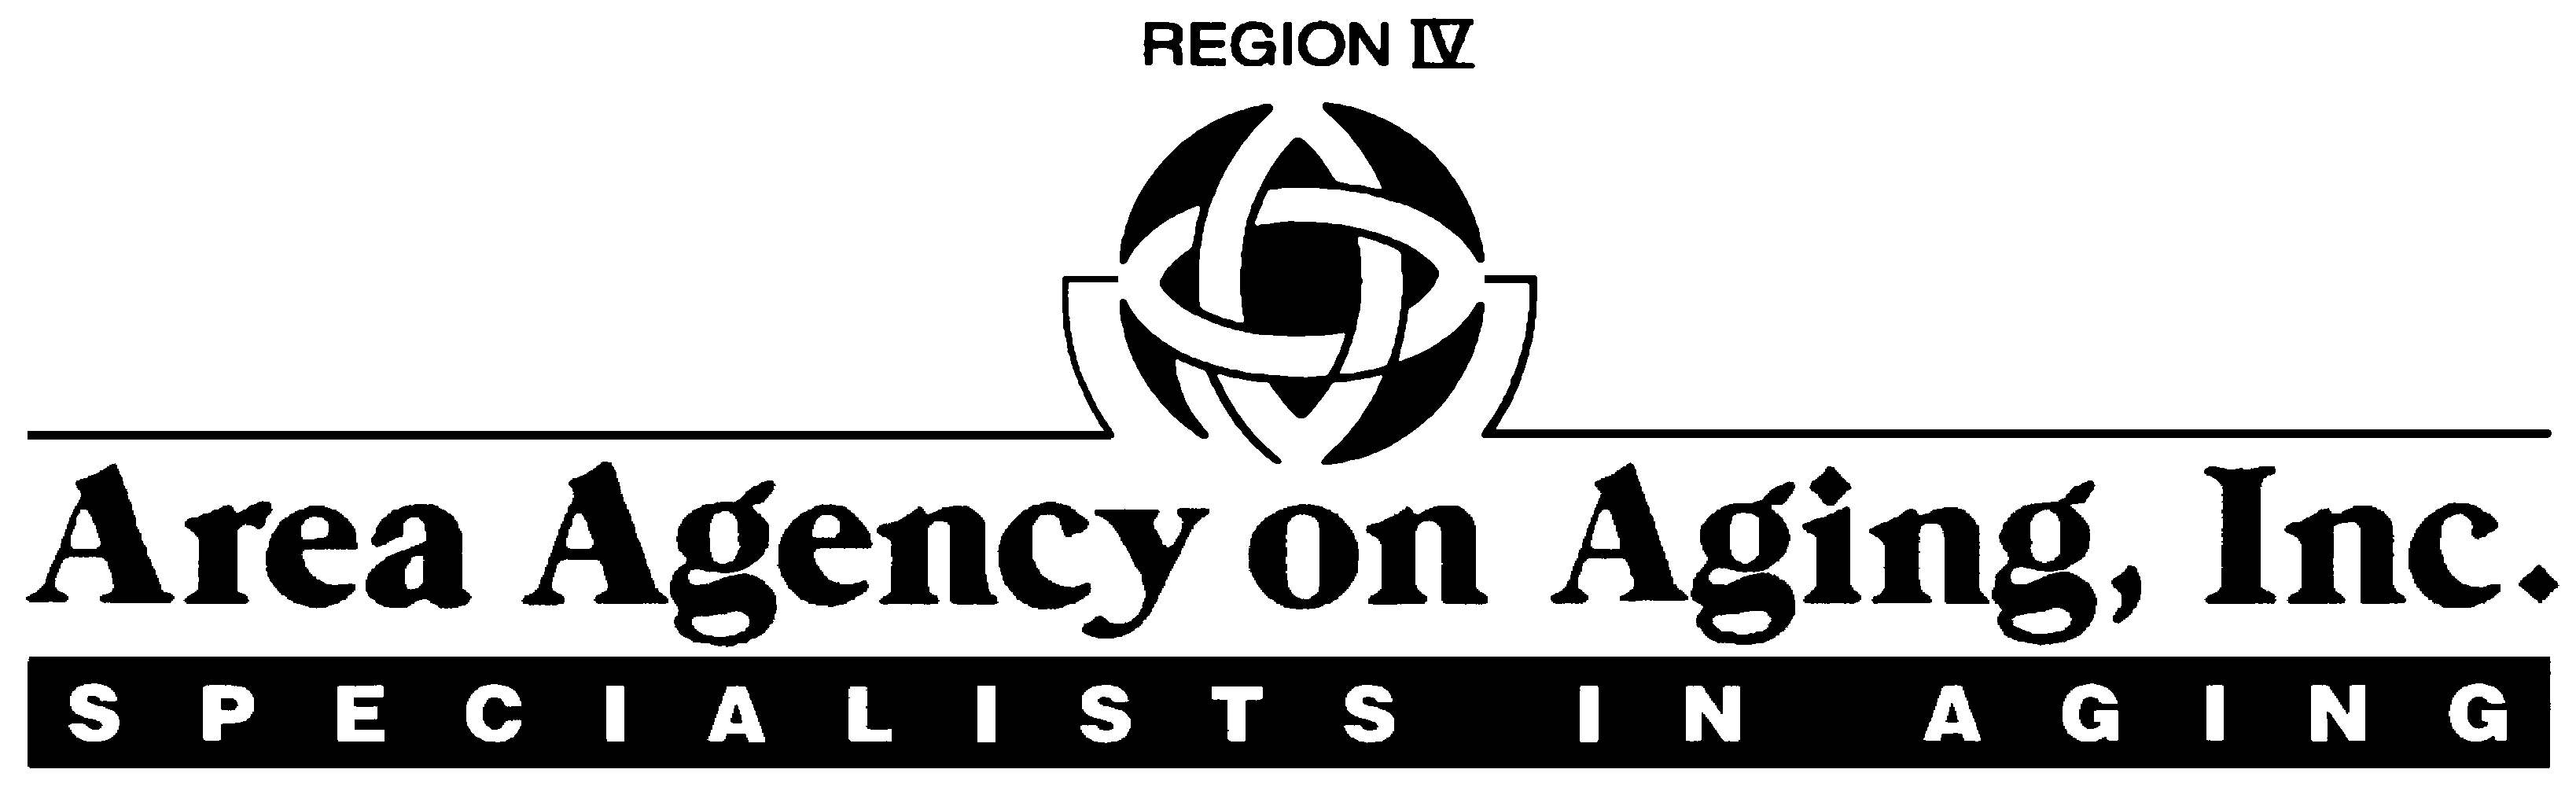 REGION IV
Area Agency on Aging, Inc.
SPECIALISTS IN AGING